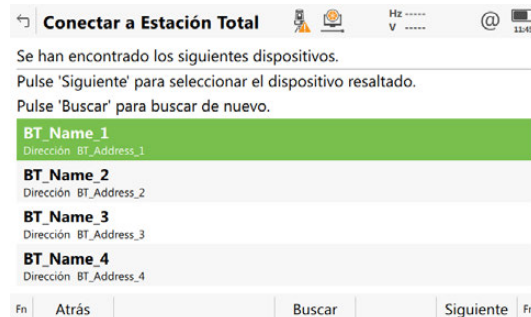 Conectar a Estación Total
Hz -----
V -----
@
11:45
Se han encontrado los siguientes dispositivos.
Pulse 'Siguiente' para seleccionar el dispositivo resaltado.
Pulse 'Buscar' para buscar de nuevo.
BT_Name_1
Dirección BT_Address_1
BT_Name_2
Dirección BT_Address_2
BT_Name_3
Dirección BT_Address_3
BT_Name_4
Dirección BT_Address_4
Fn Atrás Buscar Siguiente